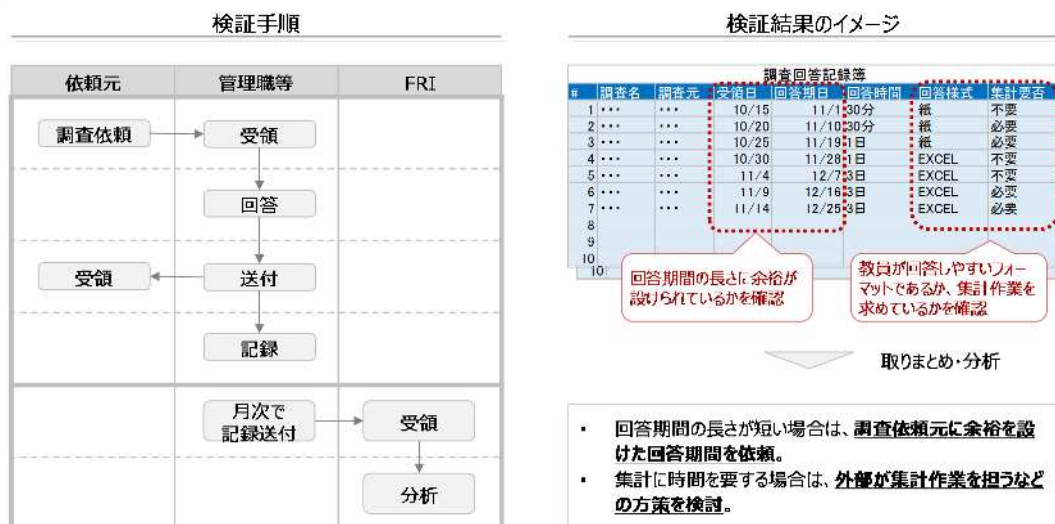 検証手順
依頼元 管理職等 FRI
調査依頼 受領
回答
受領 送付
記録
月次で
記録送付
受領
分析
検証結果のイメージ
調査回答記録簿
# 調査名 調査元 受領日 回答期日 回答時間 回答様式 集計要否
1 ・・・ ・・・ 10/15 11/1 30分 紙 不要
2 ・・・ ・・・ 10/20 11/10 30分 紙 必要
3 ・・・ ・・・ 10/25 11/19 1日 紙 必要
4 ・・・ ・・・ 10/30 11/28 1日 EXCEL 不要
5 ・・・ ・・・ 11/4 12/7 3日 EXCEL 不要
6 ・・・ ・・・ 11/9 12/16 3日 EXCEL 必要
7 ・・・ ・・・ 11/14 12/25 3日 EXCEL 必要
8
9
10
10
回答期間の長さに余裕が
設けられているかを確認
教員が回答しやすいフォー
マットであるか、集計作業を
求めているかを確認
取りまとめ・分析
・ 回答期間の長さが短い場合は、調査依頼元に余裕を設
けた回答期間を依頼。
・ 集計に時間を要する場合は、外部が集計作業を担うなど
の方策を検討。